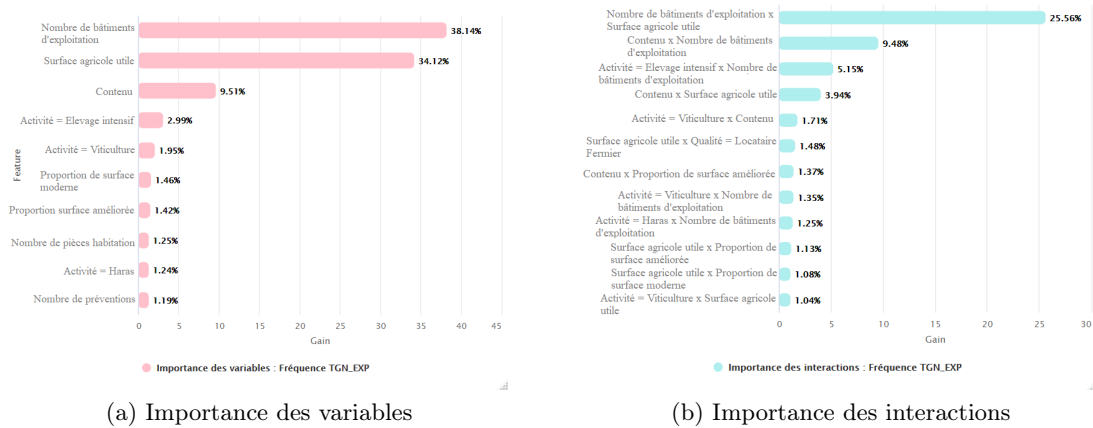 Nombre de bâtiments
d'exploitation
38.14%
Surface agricole utile
34.12%
Contenu
9.51%
Activité = Elevage intensif
2.99%
Activité = Viticulture
1.95%
Proportion de surface
moderne
1.46%
Proportion surface améliorée
1.42%
Nombre de pièces habitation
1.25%
Activité = Haras
1.24%
Nombre de préventions
1.19%
Feature
0 5 10 15 20 25 30 35 40 45
Gain
Importance des variables : Fréquence TGN_EXP
(a) Importance des variables
Nombre de bâtiments d'exploitation x
Surface agricole utile
25.56%
Contenu x Nombre de bâtiments
d'exploitation
9.48%
Activité = Elevage intensif x Nombre de
bâtiments d'exploitation
5.15%
Contenu x Surface agricole utile
3.94%
Activité = Viticulture x Contenu
1.71%
Surface agricole utile x Qualité = Locataire
Fermier
1.48%
Contenu x Proportion de surface améliorée
1.37%
Activité = Viticulture x Nombre de
bâtiments d'exploitation
1.35%
Activité = Haras x Nombre de bâtiments
d'exploitation
1.25%
Surface agricole utile x Proportion de
surface améliorée
1.13%
Surface agricole utile x Proportion de
surface moderne
1.08%
Activité = Viticulture x Surface agricole
utile
1.04%
0 5 10 15 20 25 30
Gain
Importance des interactions : Fréquence TGN_EXP
(b) Importance des interactions